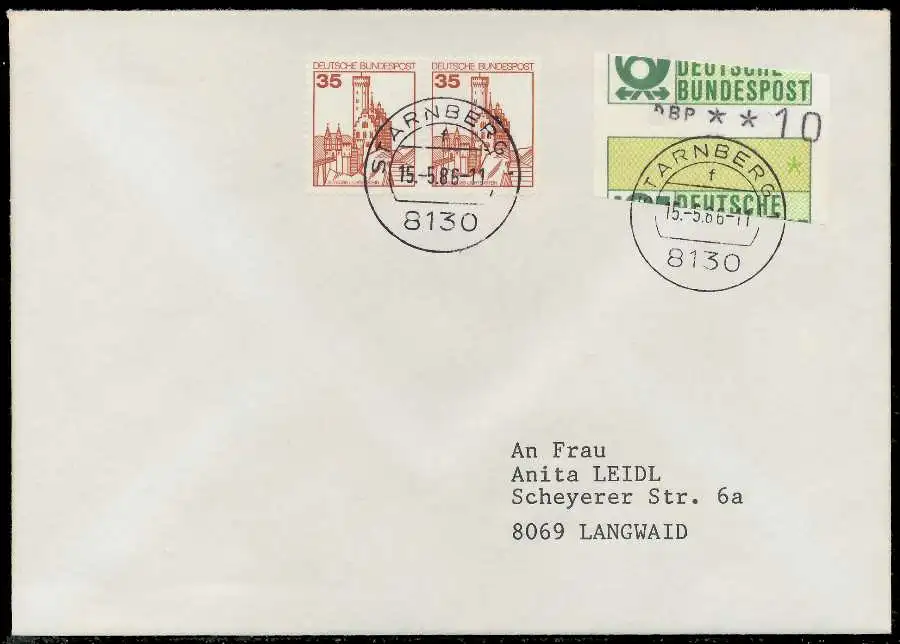 DEUTSCHE BUNDESPOST DEUTSCHE BUNDESPOST
35 35
DEUTSCHE
BUNDESPOST
DBP * * 10
*
DEUTSCHE
STARNBERG
f
15.-5.86-11
8130
STARNBERG
f
15.-5.86-11
8130
An Frau
Anita LEIDL
Scheyerer Str. 6a
8069 LANGWAID